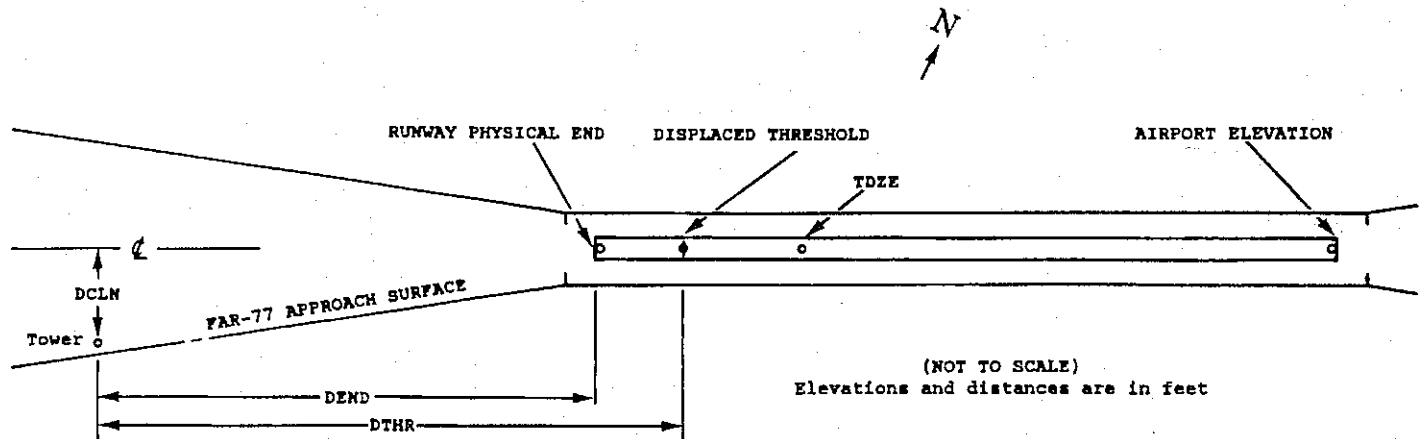 N
RUNWAY PHYSICAL END
DISPLACED THRESHOLD
AIRPORT ELEVATION
TDZE
℄
DCLN
FAR-77 APPROACH SURFACE
Tower
(NOT TO SCALE)
Elevations and distances are in feet
DEND
DTHR